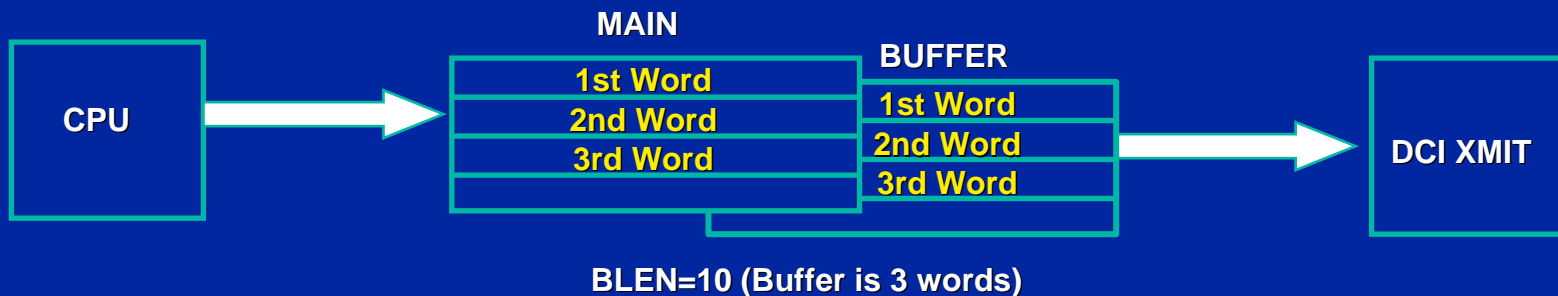 MAIN
BUFFER
CPU
1st Word
2nd Word
3rd Word
1st Word
2nd Word
3rd Word
DCI XMIT
BLEN=10 (Buffer is 3 words)